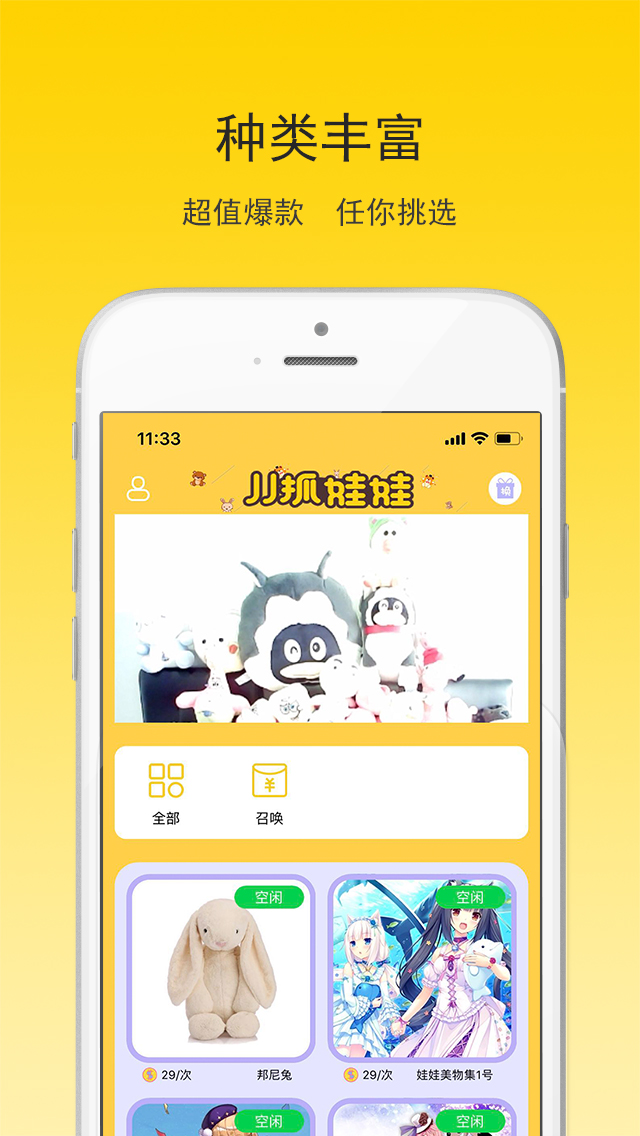 种类丰富
超值爆款 任你挑选
11:33
JJ抓娃娃
换
全部
召唤
空闲
空闲
29/次 邦尼兔
29/次 娃娃美物集1号
空闲
空闲